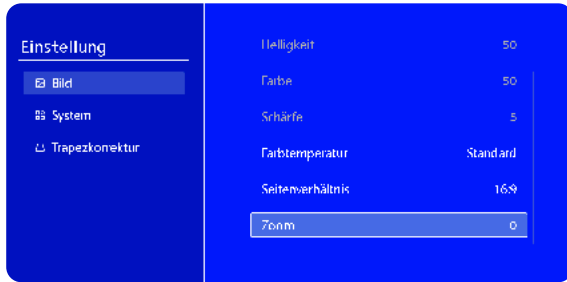 Einstellung
Bild
System
Trapezkorrektur
Helligkeit 50
Farbe 50
Schärfe 5
Farbtemperatur Standard
Seitenverhältnis 16:9
Zoom 0